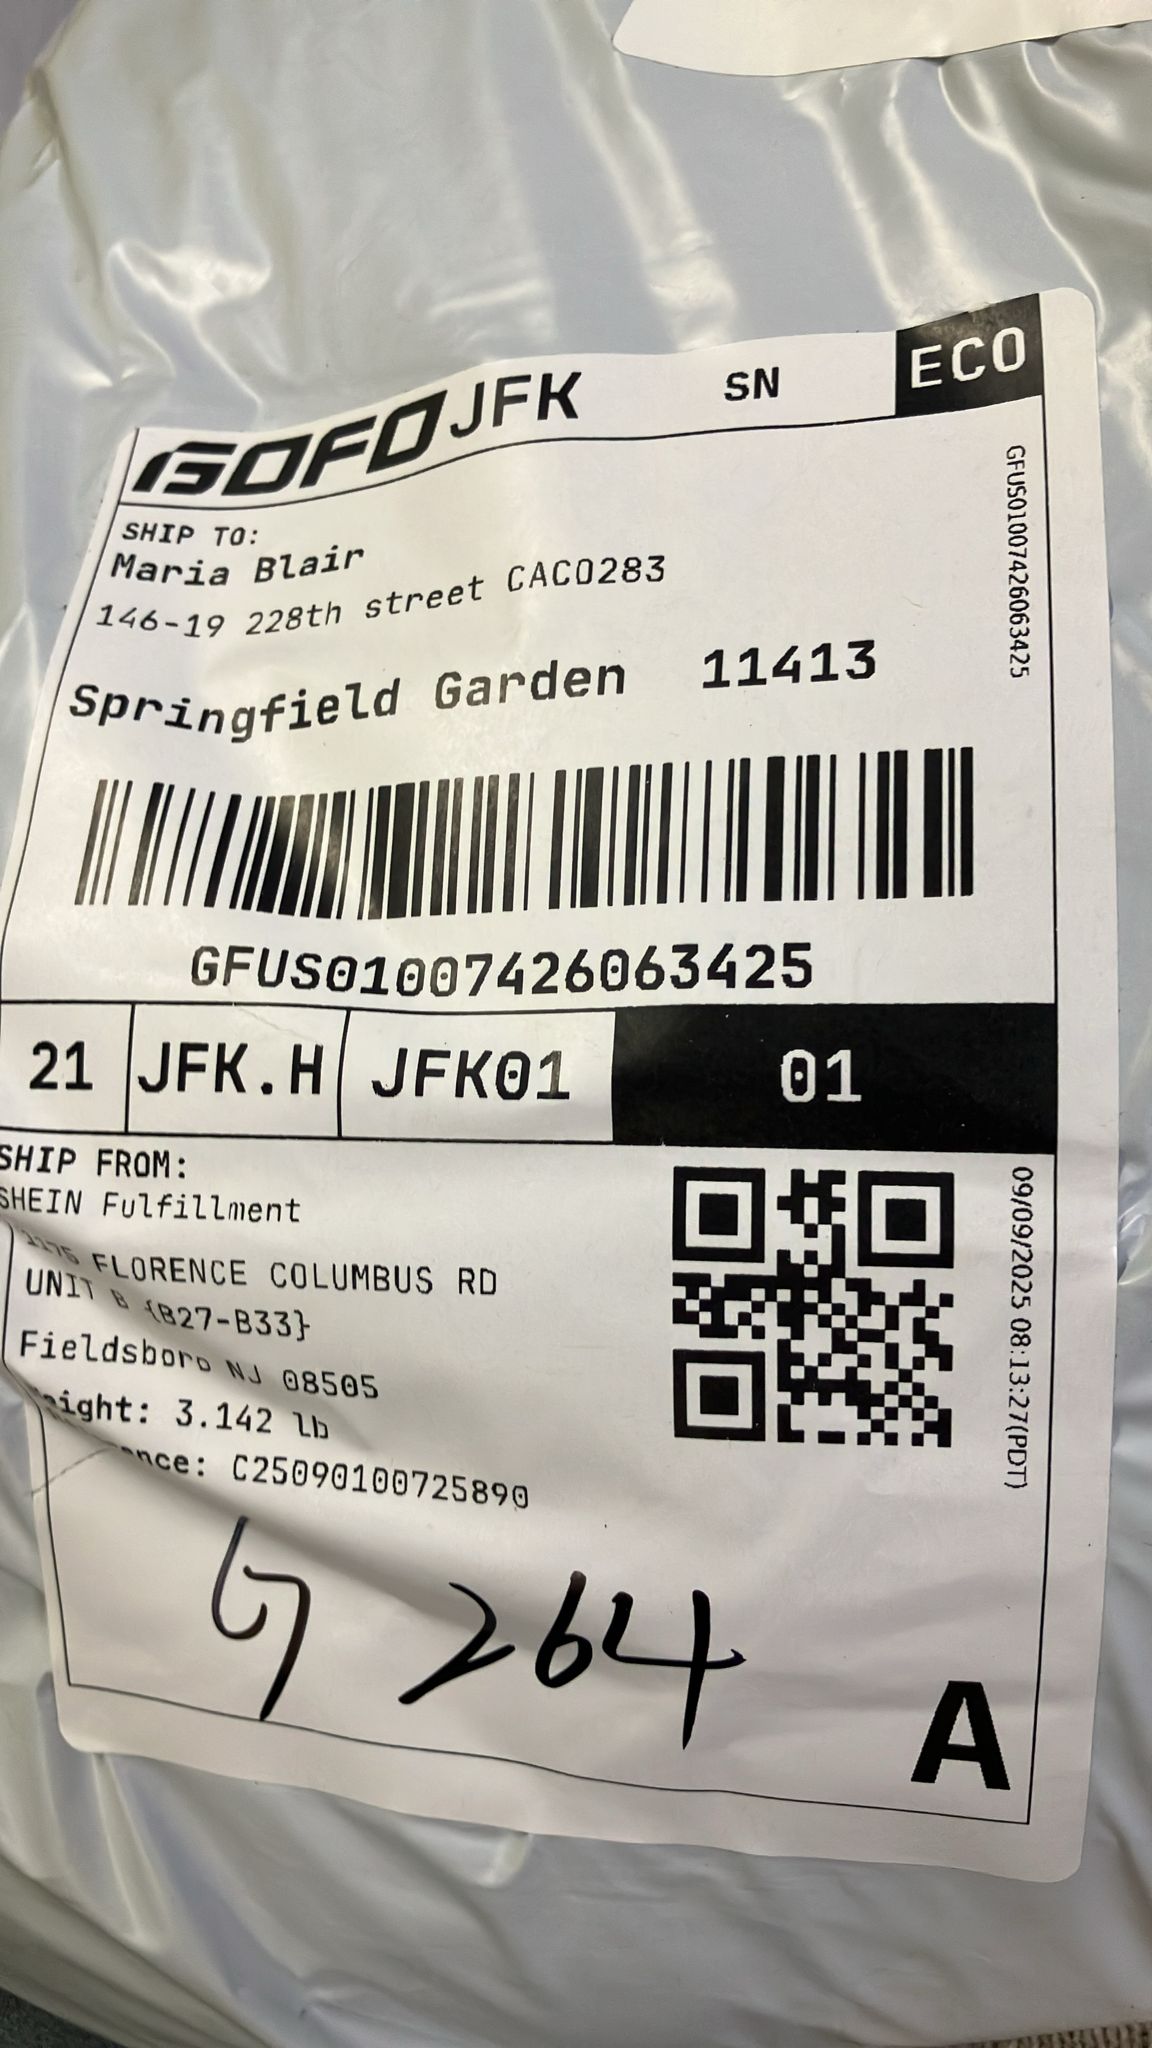 GOFO JFK SN ECO
GFUS01007426063425
SHIP TO:
Maria Blair
146-19 228th street CACO283
Springfield Garden 11413
GFUS01007426063425
21 JFK.H JFK01 01
SHIP FROM:
SHEIN Fulfillment
FLORENCE COLUMBUS RD
UNIT B {B27-B33}
Fieldsboro NJ 08505
3.142 lb
C25090100725890
09/09/2025 08:13:27(PDT)
264
A